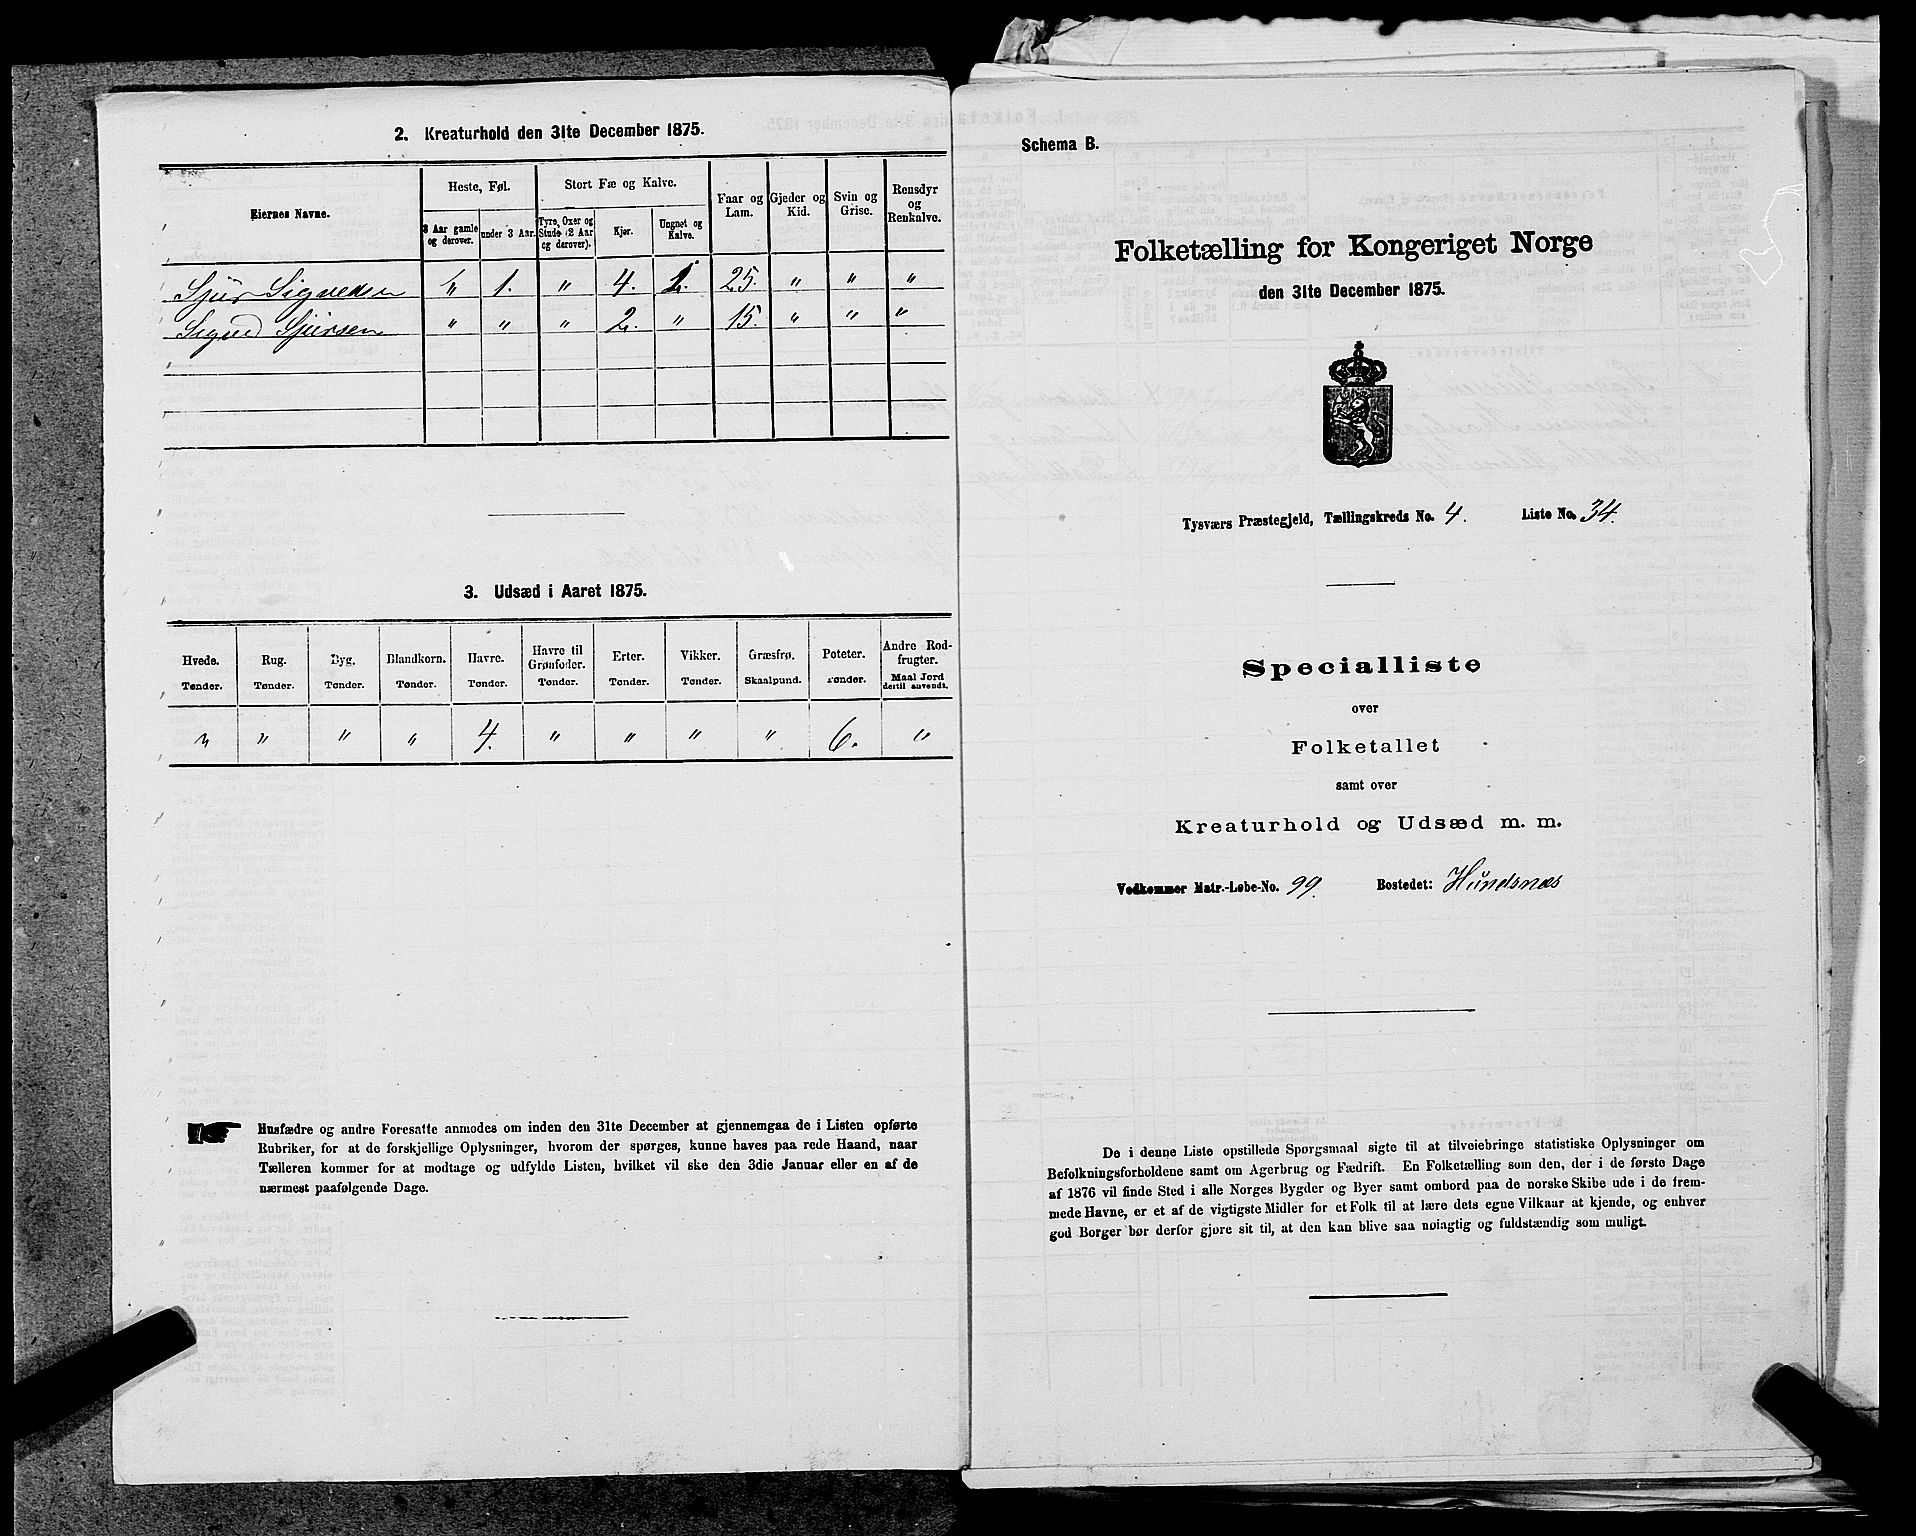 2. Kreaturhold den 31te December 1875.
Eiernes Navne.
Heste, Føl.
Stort Fæ og Kalve.
Faar og Lam.
Gjeder og Kid.
Svin og Grise.
Rensdyr og Renkalve.
3 Aar gamle og derover.
under 3 Aar.
Tyre, Oxer og Stude (2 Aar og derover).
Kjør.
Ungnet og Kalve.
Sjur Sigvedsen " 1. " 4. 1. 25. " " "
Sigved Sjursen " " " 2. " 15. " " "
3. Udsæd i Aaret 1875.
Hvede. Rug. Byg. Blandkorn. Havre. Havre til Grønfoder. Erter. Vikker. Græsfrø. Poteter. Andre Rodfrugter.
Tønder. Tønder. Tønder. Tønder. Tønder. Tønder. Tønder. Tønder. Skaalpund. Tønder. Maal Jord dertil anvendt.
" " " " 4. " " " " 6. "
Husfædre og andre Foresatte anmodes om inden den 31te December at gjennemgaa de i Listen opførte
Rubriker, for at de forskjellige Oplysninger, hvorom der spørges, kunne haves paa rede Haand, naar
Tælleren kommer for at modtage og udfylde Listen, hvilket vil ske den 3die Januar eller en af de
nærmest paafølgende Dage.
Schema B.
Folketælling for Kongeriget Norge
den 31te December 1875.
Tysværs Præstegjeld, Tællingskreds No. 4. Liste No. 34.
Specialliste
over
Folketallet
samt over
Kreaturhold og Udsæd m. m.
Vedkommer Matr.-Løbe-No. 99. Bostedet: Hundsnæs
De i denne Liste opstillede Spørgsmaal sigte til at tilveiebringe statistiske Oplysninger om
Befolkningsforholdene samt om Agerbrug og Fædrift. En Folketælling som den, der i de første Dage
af 1876 vil finde Sted i alle Norges Bygder og Byer samt ombord paa de norske Skibe ude i de frem-
mede Havne, er et af de vigtigste Midler for et Folk til at lære dets egne Vilkaar at kjende, og enhver
god Borger bør derfor gjøre sit til, at den kan blive saa nøiagtig og fuldstændig som muligt.